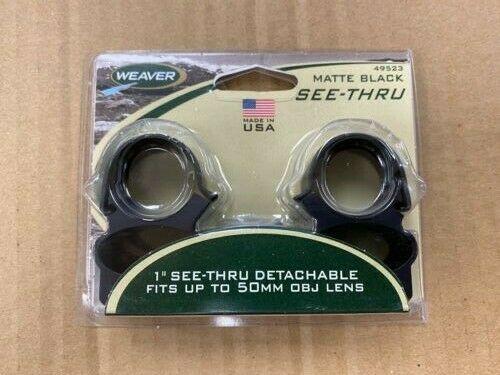 WEAVER
49523
MATTE BLACK
SEE-THRU
MADE IN
USA
1" SEE-THRU DETACHABLE
FITS UP TO 50MM OBJ LENS